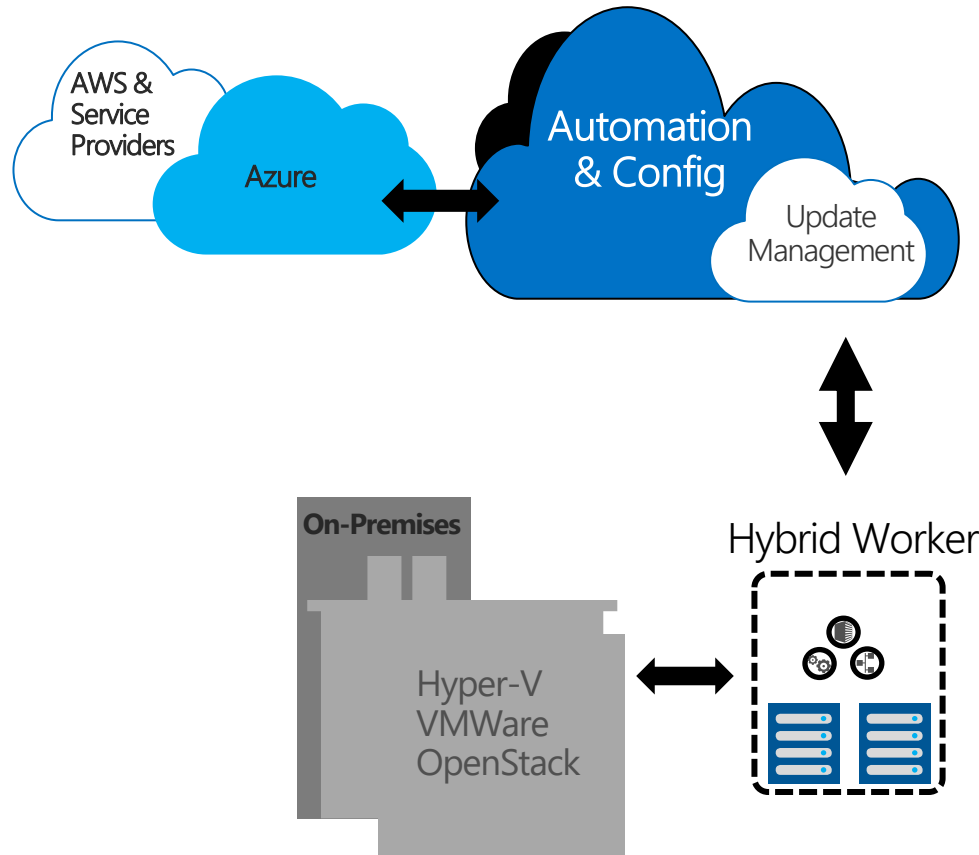 AWS &
Service
Providers
Azure
Automation
& Config
Update
Management
On-Premises
Hyper-V
VMWare
OpenStack
Hybrid Worker